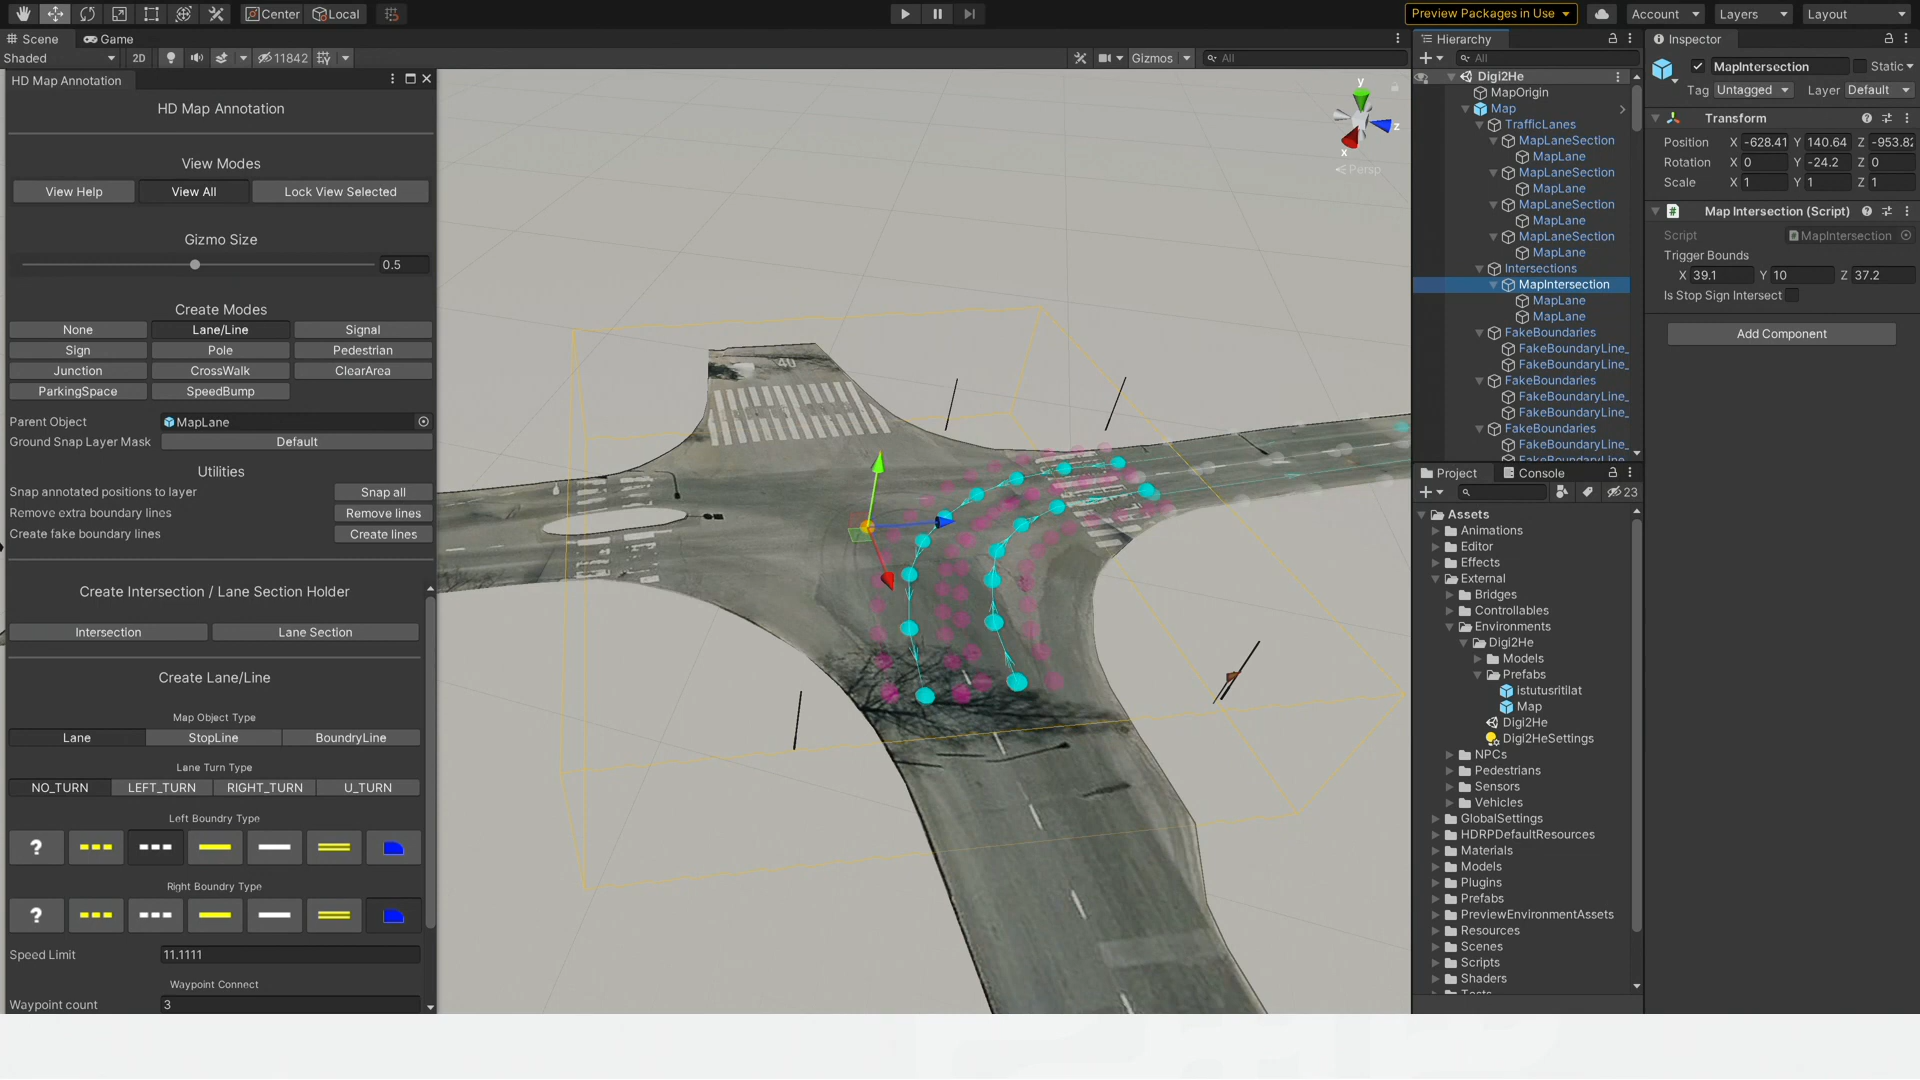 Center
Local
Preview Packages in Use
Account
Layers
Layout
Scene
Game
Shaded
2D
11842
Gizmos
All
HD Map Annotation
HD Map Annotation
View Modes
View Help
View All
Lock View Selected
Gizmo Size
0.5
Create Modes
None
Lane/Line
Signal
Sign
Pole
Pedestrian
Junction
CrossWalk
ClearArea
ParkingSpace
SpeedBump
Parent Object
MapLane
Ground Snap Layer Mask
Default
Utilities
Snap annotated positions to layer
Snap all
Remove extra boundary lines
Remove lines
Create fake boundary lines
Create lines
Create Intersection / Lane Section Holder
Intersection
Lane Section
Create Lane/Line
Map Object Type
Lane
StopLine
BoundryLine
Lane Turn Type
NO_TURN
LEFT_TURN
RIGHT_TURN
U_TURN
Left Boundry Type
?
Right Boundry Type
?
Speed Limit
11.1111
Waypoint Connect
Waypoint count
3
y
z
x
Persp
40
Hierarchy
All
Digi2He
MapOrigin
Map
TrafficLanes
MapLaneSection
MapLane
MapLaneSection
MapLane
MapLaneSection
MapLane
MapLaneSection
MapLane
Intersections
MapIntersection
MapLane
MapLane
FakeBoundaries
FakeBoundaryLine_
FakeBoundaryLine_
FakeBoundaries
FakeBoundaryLine_
FakeBoundaryLine_
FakeBoundaries
FakeBoundaryLine_
Project
Console
23
Assets
Animations
Editor
Effects
External
Bridges
Controllables
Environments
Digi2He
Models
Prefabs
istutusritilat
Map
Digi2He
Digi2HeSettings
NPCs
Pedestrians
Sensors
Vehicles
GlobalSettings
HDRPDefaultResources
Materials
Models
Plugins
Prefabs
PreviewEnvironmentAssets
Resources
Scenes
Scripts
Shaders
Inspector
MapIntersection
Static
Tag Untagged
Layer Default
Transform
Position X -628.41 Y 140.64 Z -953.82
Rotation X 0 Y -24.2 Z 0
Scale X 1 Y 1 Z 1
Map Intersection (Script)
Script MapIntersection
Trigger Bounds
X 39.1 Y 10 Z 37.2
Is Stop Sign Intersect
Add Component